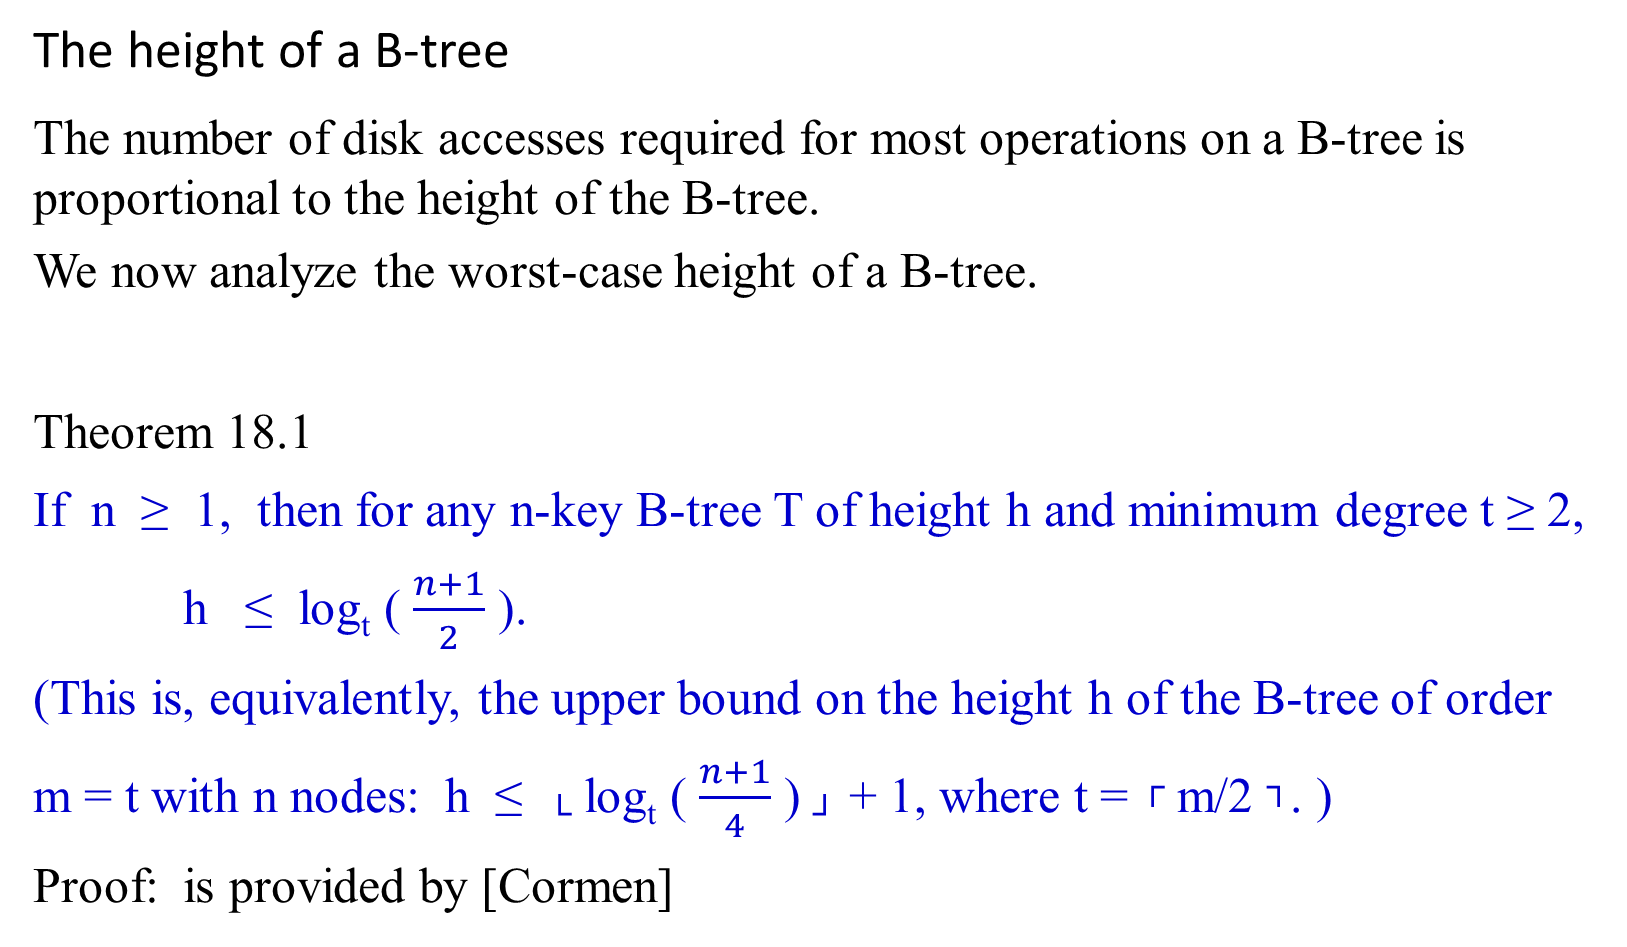 The height of a B-tree
The number of disk accesses required for most operations on a B-tree is
proportional to the height of the B-tree.
We now analyze the worst-case height of a B-tree.
Theorem 18.1
If n ≥ 1, then for any n-key B-tree T of height h and minimum degree t ≥ 2,
h ≤ logₜ ( (n+1)/2 ).
(This is, equivalently, the upper bound on the height h of the B-tree of order
m = t with n nodes: h ≤ ⌞ logₜ ( (n+1)/4 ) ⌟ + 1, where t = ⌜ m/2 ⌝. )
Proof: is provided by [Cormen]